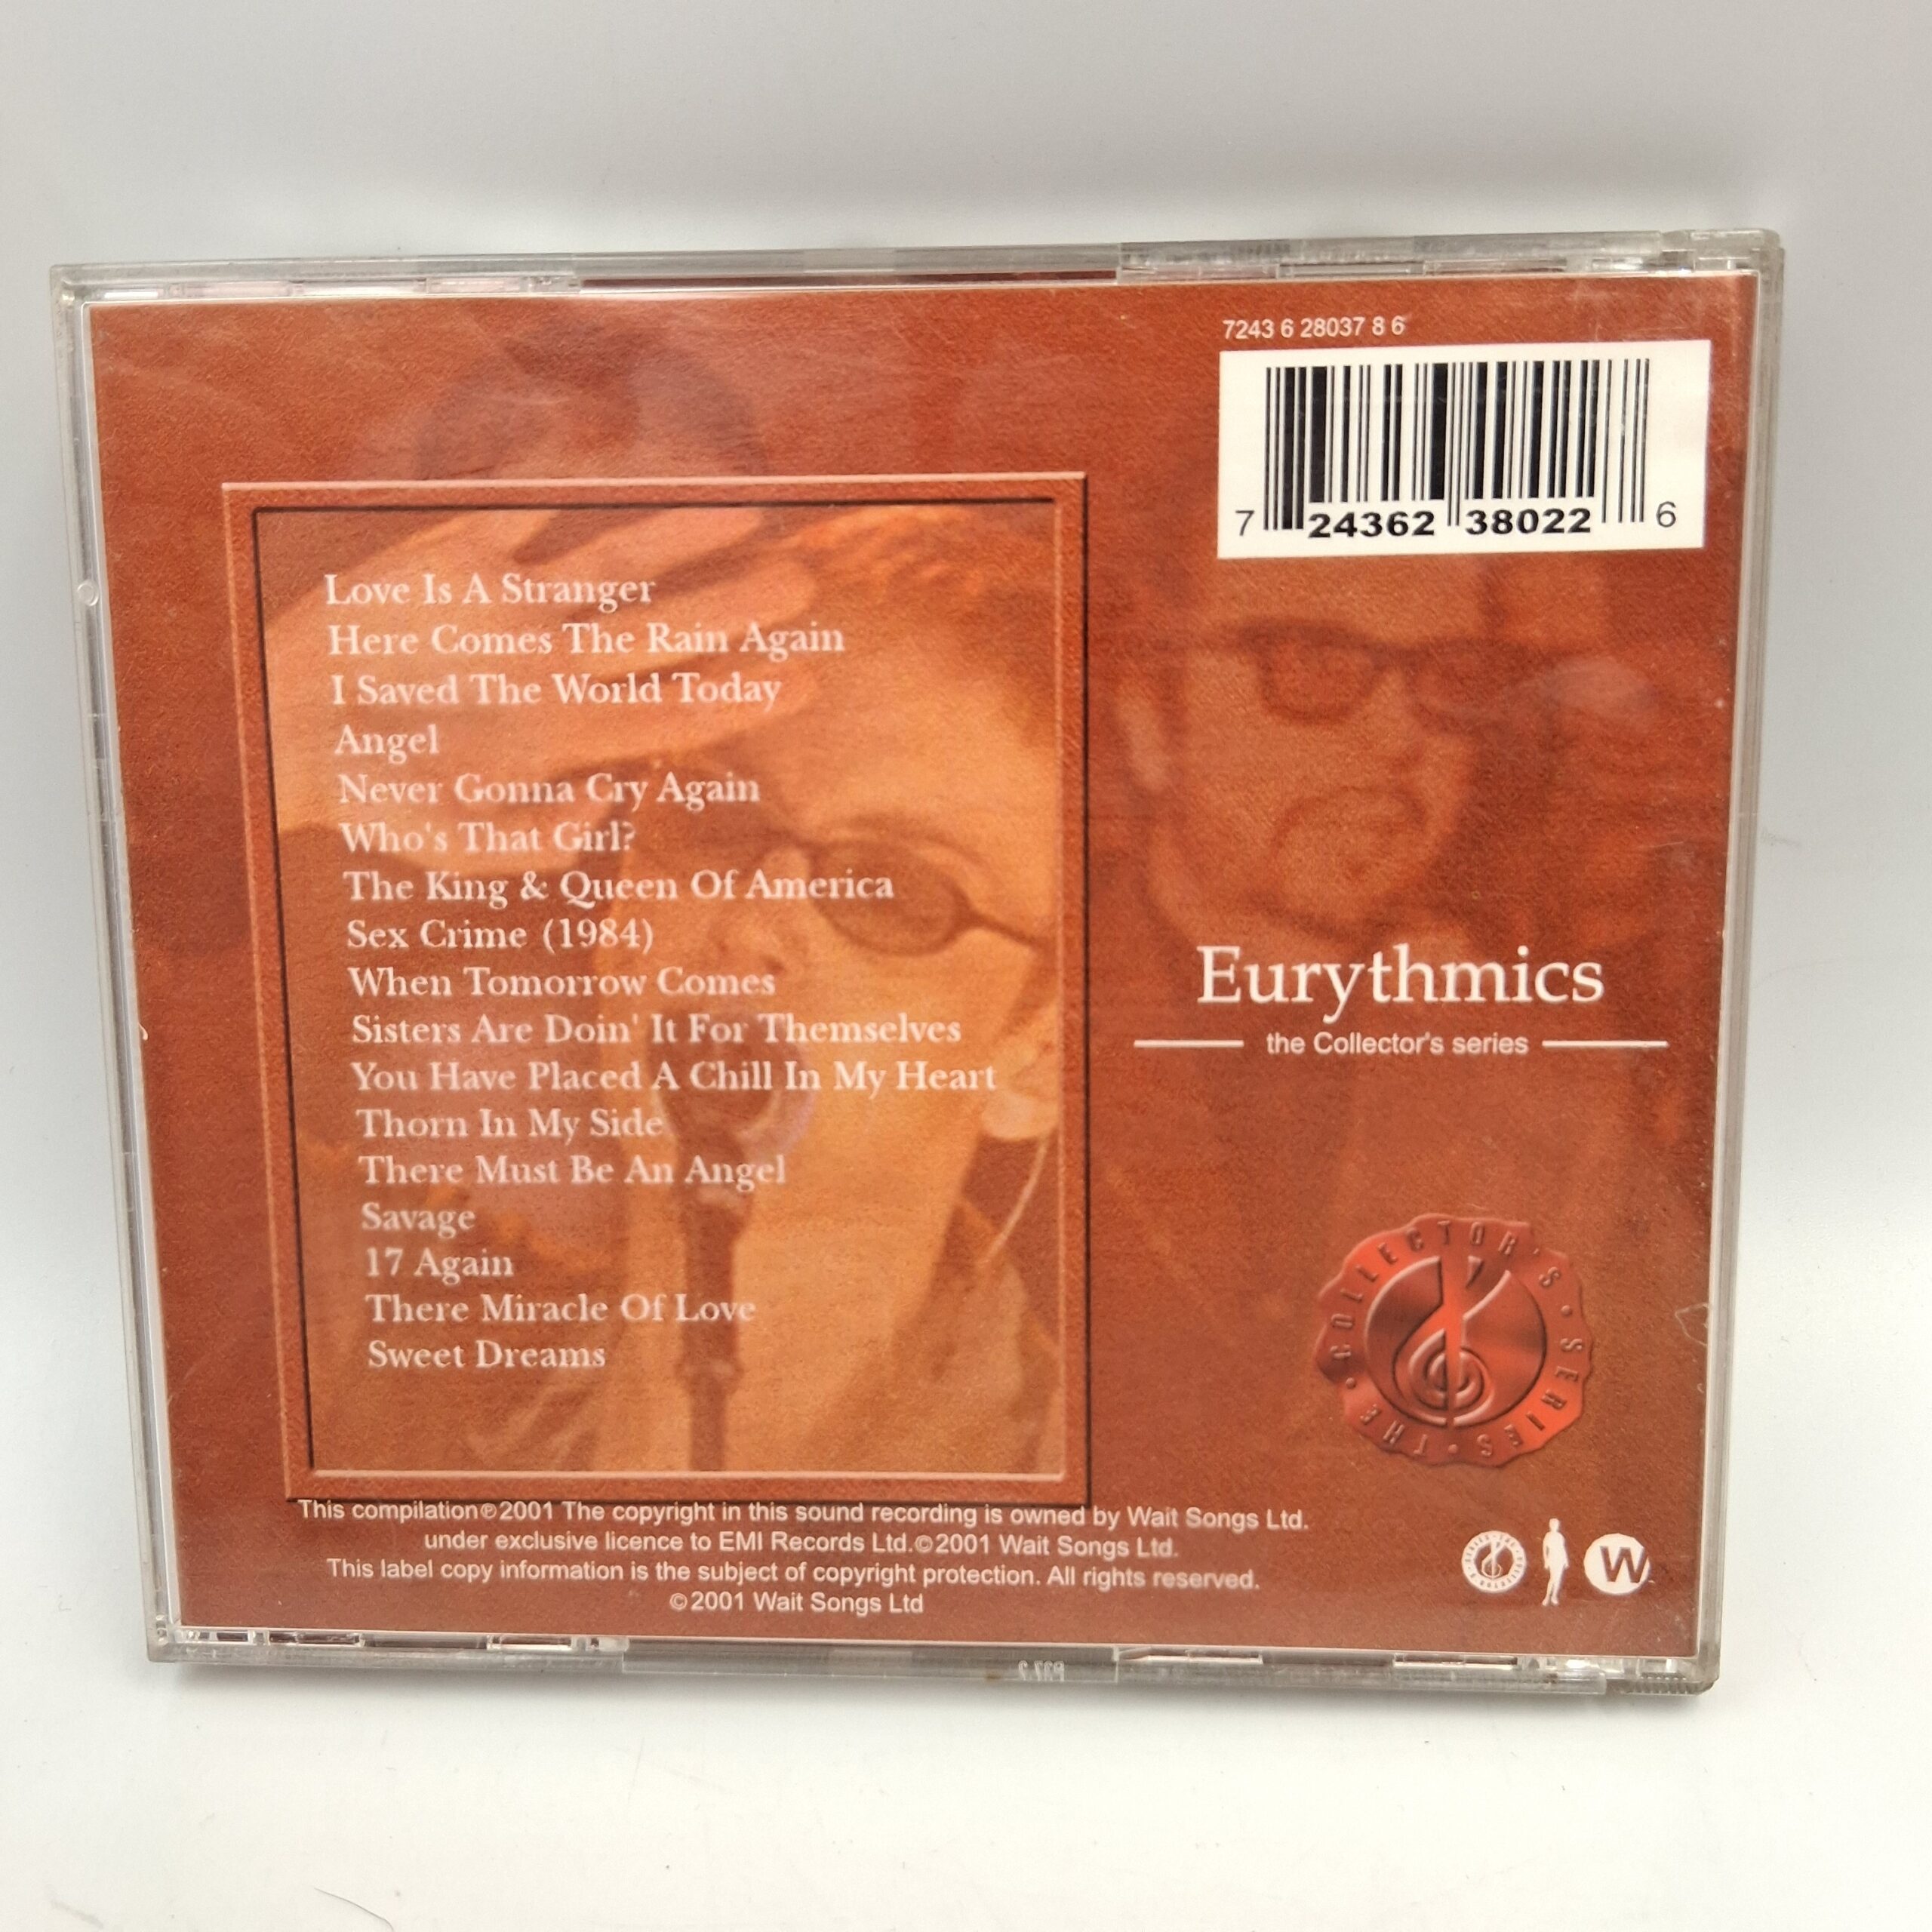 7243 6 28037 8 6
7 24362 38022 6
Love Is A Stranger
Here Comes The Rain Again
I Saved The World Today
Angel
Never Gonna Cry Again
Who's That Girl?
The King & Queen Of America
Sex Crime (1984)
When Tomorrow Comes
Sisters Are Doin' It For Themselves
You Have Placed A Chill In My Heart
Thorn In My Side
There Must Be An Angel
Savage
17 Again
There Miracle Of Love
Sweet Dreams
Eurythmics
the Collector's series
THE • COLLECTOR'S • SERIES •
This compilation℗2001 The copyright in this sound recording is owned by Wait Songs Ltd.
under exclusive licence to EMI Records Ltd.©2001 Wait Songs Ltd.
This label copy information is the subject of copyright protection. All rights reserved.
©2001 Wait Songs Ltd
W